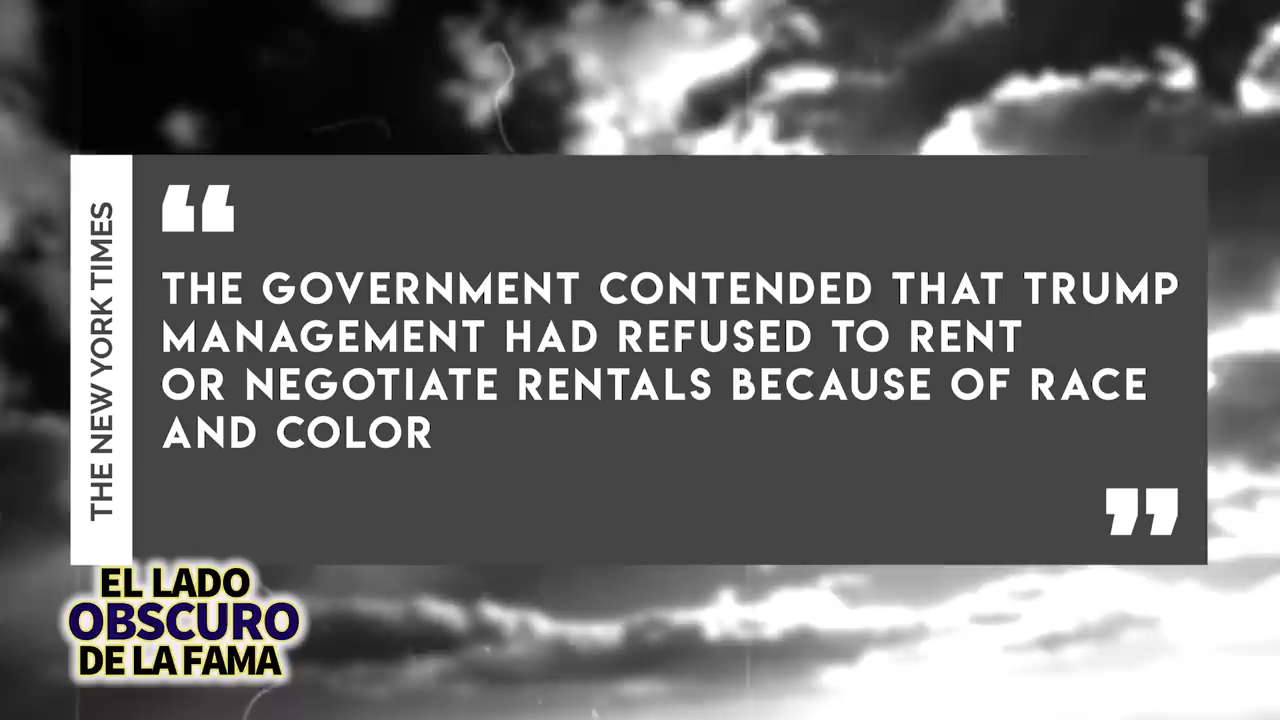 THE NEW YORK TIMES
“
THE GOVERNMENT CONTENDED THAT TRUMP
MANAGEMENT HAD REFUSED TO RENT
OR NEGOTIATE RENTALS BECAUSE OF RACE
AND COLOR
”
EL LADO
OBSCURO
DE LA FAMA